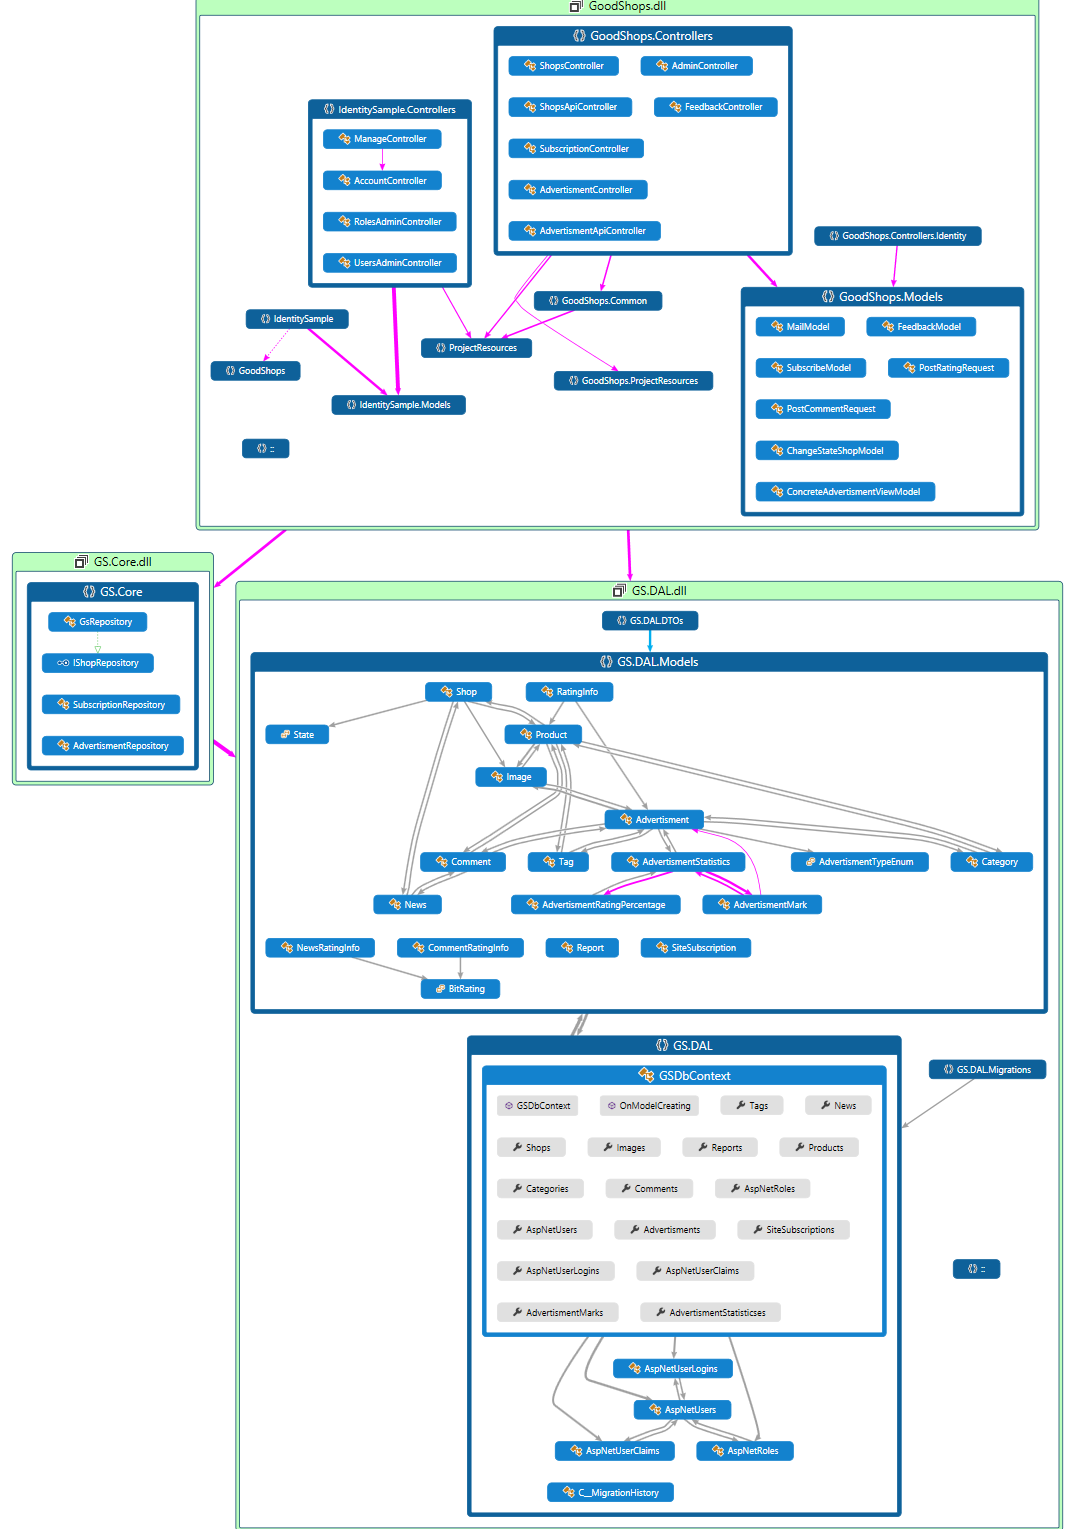 GoodShops.dll
GoodShops.Controllers
ShopsController
AdminController
ShopsApiController
FeedbackController
SubscriptionController
AdvertismentController
AdvertismentApiController
IdentitySample.Controllers
ManageController
AccountController
RolesAdminController
UsersAdminController
GoodShops.Controllers.Identity
GoodShops.Common
IdentitySample
ProjectResources
GoodShops
GoodShops.ProjectResources
IdentitySample.Models
::
GoodShops.Models
MailModel
FeedbackModel
SubscribeModel
PostRatingRequest
PostCommentRequest
ChangeStateShopModel
ConcreteAdvertismentViewModel
GS.Core.dll
GS.Core
GsRepository
IShopRepository
SubscriptionRepository
AdvertismentRepository
GS.DAL.dll
GS.DAL.DTOs
GS.DAL.Models
Shop
RatingInfo
State
Product
Image
Advertisment
Comment
Tag
AdvertismentStatistics
AdvertismentTypeEnum
Category
News
AdvertismentRatingPercentage
AdvertismentMark
NewsRatingInfo
CommentRatingInfo
Report
SiteSubscription
BitRating
GS.DAL
GSDbContext
GSDbContext
OnModelCreating
Tags
News
Shops
Images
Reports
Products
Categories
Comments
AspNetRoles
AspNetUsers
Advertisments
SiteSubscriptions
AspNetUserLogins
AspNetUserClaims
AdvertismentMarks
AdvertismentStatisticses
AspNetUserLogins
AspNetUsers
AspNetUserClaims
AspNetRoles
C__MigrationHistory
GS.DAL.Migrations
::